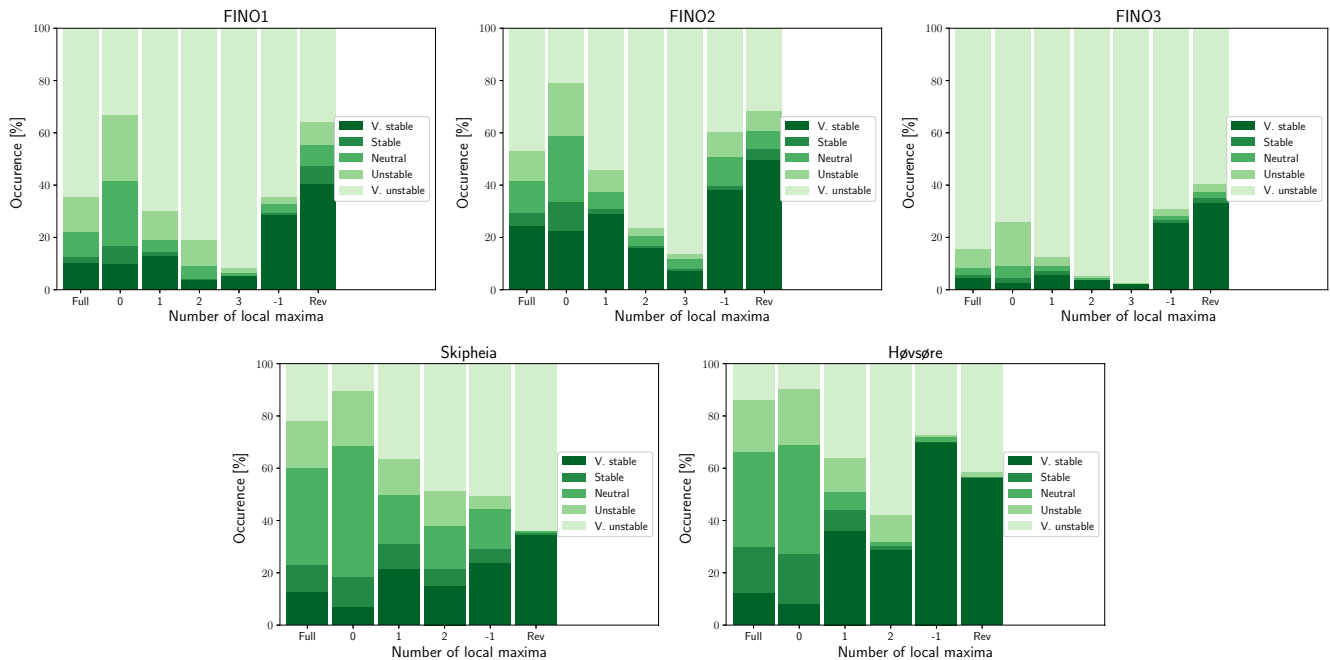 FINO1
100
80
60
40
20
0
Occurence [%]
Full 0 1 2 3 -1 Rev
Number of local maxima
V. stable
Stable
Neutral
Unstable
V. unstable
FINO2
100
80
60
40
20
0
Occurence [%]
Full 0 1 2 3 -1 Rev
Number of local maxima
V. stable
Stable
Neutral
Unstable
V. unstable
FINO3
100
80
60
40
20
0
Occurence [%]
Full 0 1 2 3 -1 Rev
Number of local maxima
V. stable
Stable
Neutral
Unstable
V. unstable
Skipheia
100
80
60
40
20
0
Occurence [%]
Full 0 1 2 -1 Rev
Number of local maxima
V. stable
Stable
Neutral
Unstable
V. unstable
Høvsøre
100
80
60
40
20
0
Occurence [%]
Full 0 1 2 -1 Rev
Number of local maxima
V. stable
Stable
Neutral
Unstable
V. unstable